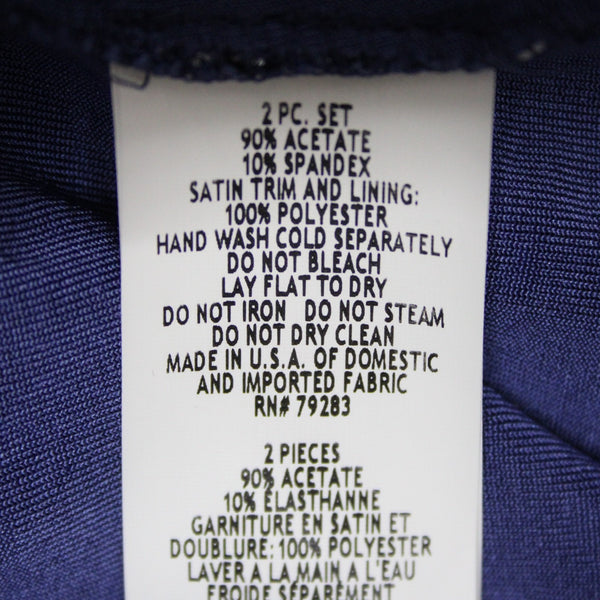 2 PC. SET
90% ACETATE
10% SPANDEX
SATIN TRIM AND LINING:
100% POLYESTER
HAND WASH COLD SEPARATELY
DO NOT BLEACH
LAY FLAT TO DRY
DO NOT IRON DO NOT STEAM
DO NOT DRY CLEAN
MADE IN U.S.A. OF DOMESTIC
AND IMPORTED FABRIC
RN# 79283
2 PIECES
90% ACETATE
10% ÉLASTHANNE
GARNITURE EN SATIN ET
DOUBLURE: 100% POLYESTER
LAVER A LA MAIN A L'EAU
FROIDE SÉPARÉMENT